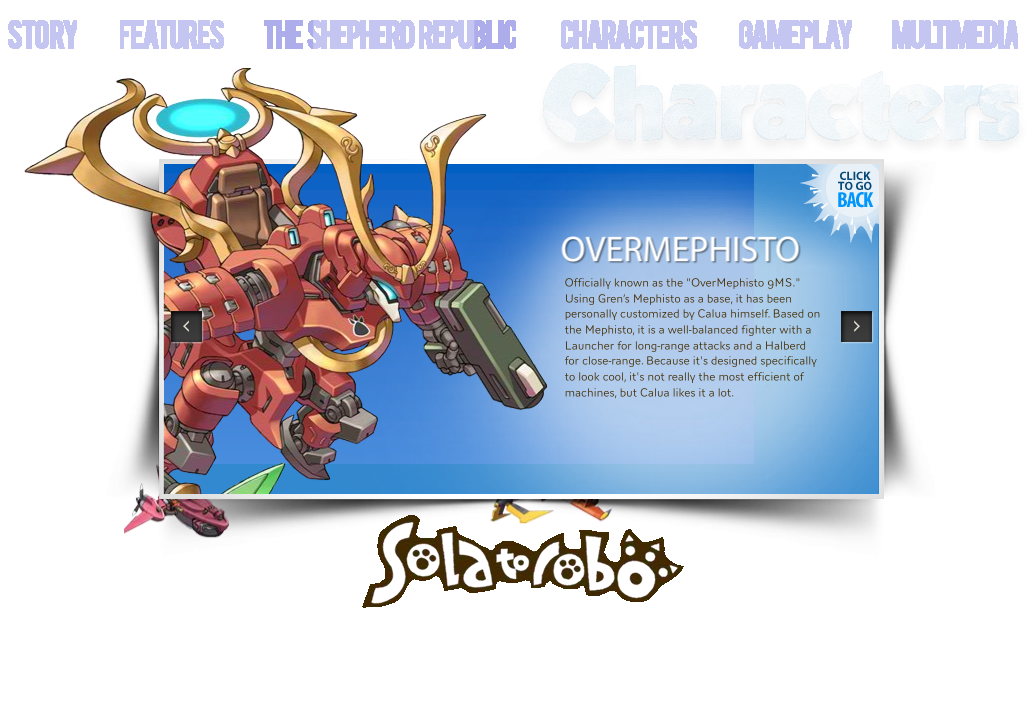 STORY FEATURES THE SHEPHERD REPUBLIC CHARACTERS GAMEPLAY MULTIMEDIA
Characters
CLICK
TO GO
BACK
OVERMEPHISTO
Officially known as the "OverMephisto 9MS."
Using Gren's Mephisto as a base, it has been
personally customized by Calua himself. Based on
the Mephisto, it is a well-balanced fighter with a
Launcher for long-range attacks and a Halberd
for close-range. Because it's designed specifically
to look cool, it's not really the most efficient of
machines, but Calua likes it a lot.
Solatorobo